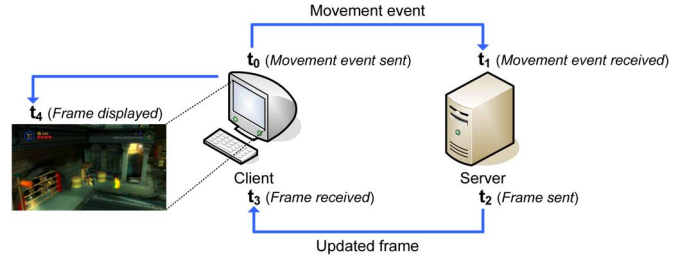 Movement event
t0 (Movement event sent)
t1 (Movement event received)
t4 (Frame displayed)
Client
Server
t3 (Frame received)
t2 (Frame sent)
Updated frame